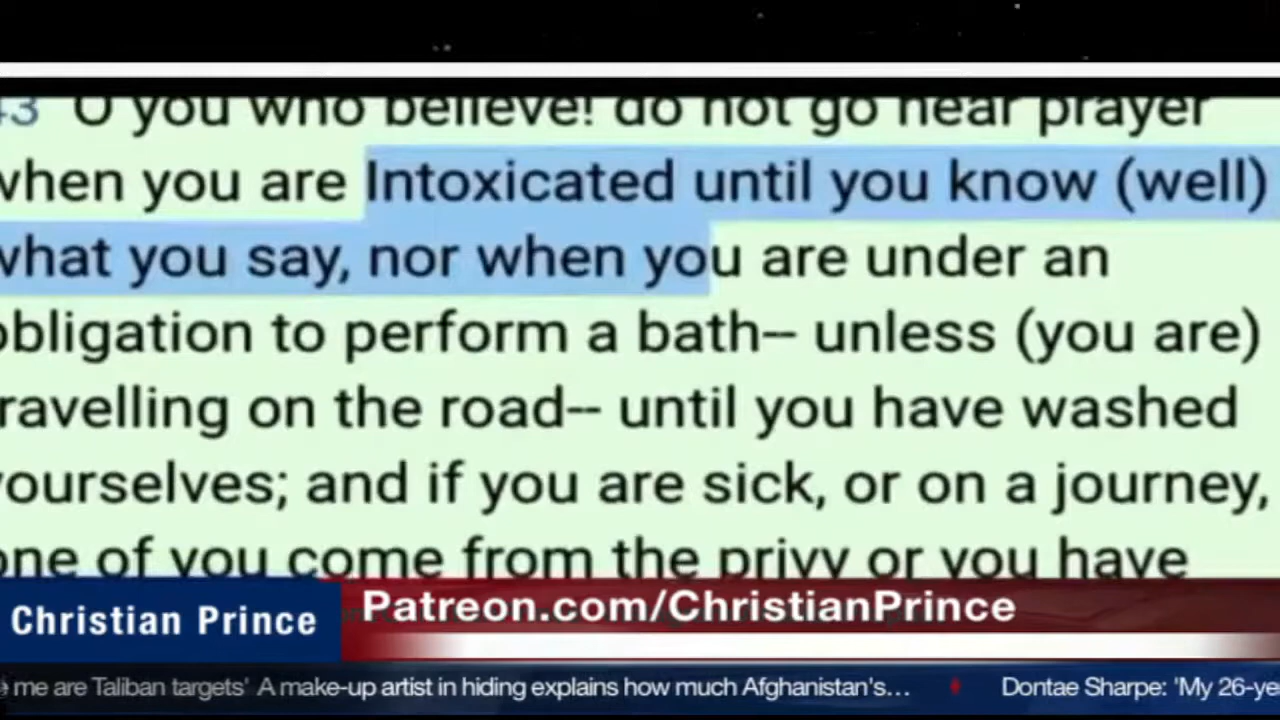 43 O you who believe! do not go near prayer
when you are Intoxicated until you know (well)
what you say, nor when you are under an
obligation to perform a bath-- unless (you are)
travelling on the road-- until you have washed
yourselves; and if you are sick, or on a journey,
one of you come from the privy or you have
Christian Prince
Patreon.com/ChristianPrince
me are Taliban targets' A make-up artist in hiding explains how much Afghanistan's... Dontae Sharpe: 'My 26-ye